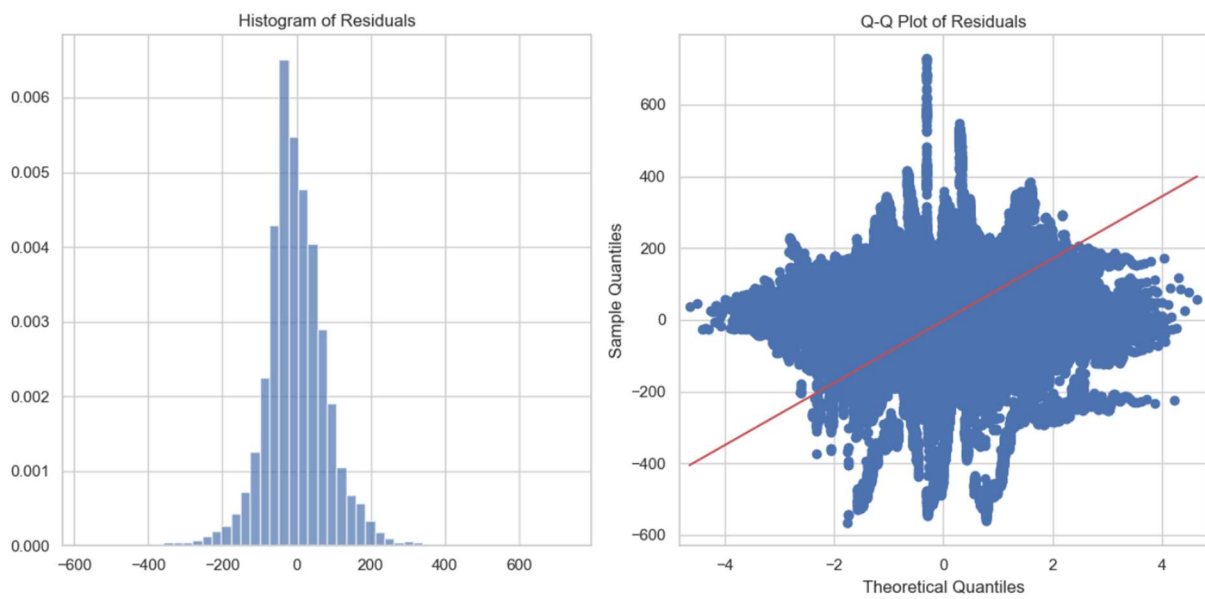 Histogram of Residuals
0.006
0.005
0.004
0.003
0.002
0.001
0.000
−600 −400 −200 0 200 400 600
Q-Q Plot of Residuals
Sample Quantiles
600
400
200
0
−200
−400
−600
−4 −2 0 2 4
Theoretical Quantiles